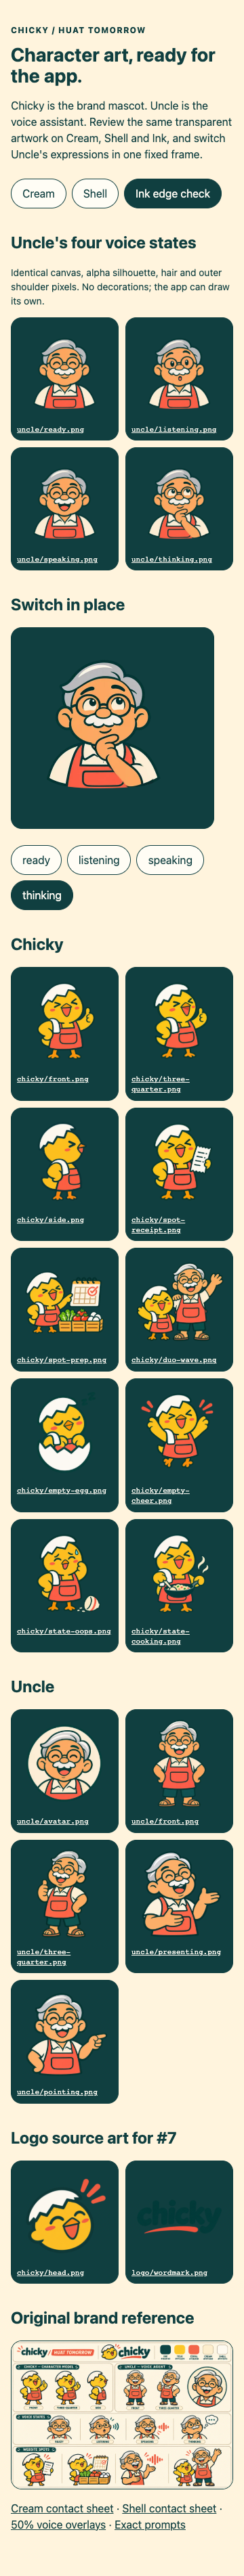 CHICKY / HUAT TOMORROW
Character art, ready for
the app.
Chicky is the brand mascot. Uncle is the
voice assistant. Review the same transparent
artwork on Cream, Shell and Ink, and switch
Uncle's expressions in one fixed frame.
Cream
Shell
Ink edge check
Uncle's four voice states
Identical canvas, alpha silhouette, hair and outer
shoulder pixels. No decorations; the app can draw
its own.
uncle/ready.png
uncle/listening.png
uncle/speaking.png
uncle/thinking.png
Switch in place
ready
listening
speaking
thinking
Chicky
chicky/front.png
chicky/three-
quarter.png
chicky/side.png
chicky/spot-
receipt.png
chicky/spot-prep.png
chicky/duo-wave.png
chicky/empty-egg.png
chicky/empty-
cheer.png
chicky/state-oops.png
chicky/state-
cooking.png
Uncle
uncle/avatar.png
uncle/front.png
uncle/three-
quarter.png
uncle/presenting.png
uncle/pointing.png
Logo source art for #7
chicky
chicky/head.png
logo/wordmark.png
Original brand reference
chicky
HUAT TOMORROW
chicky
Cream contact sheet · Shell contact sheet ·
50% voice overlays · Exact prompts